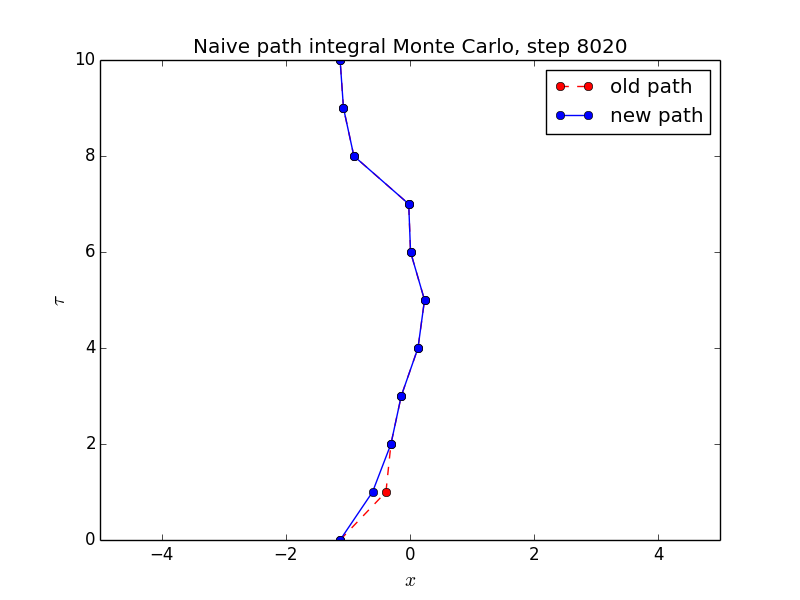 Naive path integral Monte Carlo, step 8020
old path
new path
10
8
6
4
2
0
τ
−4 −2 0 2 4
x